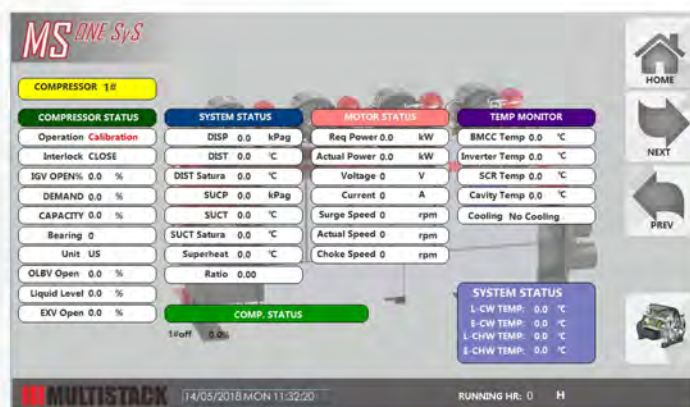 MS ONE SyS
HOME
COMPRESSOR 1#
COMPRESSOR STATUS
Operation Calibration
Interlock CLOSE
IGV OPEN% 0.0 %
DEMAND 0.0 %
CAPACITY 0.0 %
Bearing 0
Unit US
OLBV Open 0.0 %
Liquid Level 0.0 %
EXV Open 0.0 %
SYSTEM STATUS
DISP 0.0 kPag
DIST 0.0 ℃
DIST Satura 0.0 ℃
SUCP 0.0 kPag
SUCT 0.0 ℃
SUCT Satura 0.0 ℃
Superheat 0.0 ℃
Ratio 0.00
MOTOR STATUS
Req Power 0.0 kW
Actual Power 0.0 kW
Voltage 0 V
Current 0 A
Surge Speed 0 rpm
Actual Speed 0 rpm
Choke Speed 0 rpm
TEMP MONITOR
BMCC Temp 0.0 ℃
Inverter Temp 0.0 ℃
SCR Temp 0.0 ℃
Cavity Temp 0.0 ℃
Cooling No Cooling
NEXT
PREV
COMP. STATUS
1#off 0.0%
SYSTEM STATUS
L-CW TEMP: 0.0 ℃
E-CW TEMP: 0.0 ℃
L-CHW TEMP: 0.0 ℃
E-CHW TEMP: 0.0 ℃
MULTISTACK
14/05/2018 MON 11:32:20
RUNNING HR: 0 H